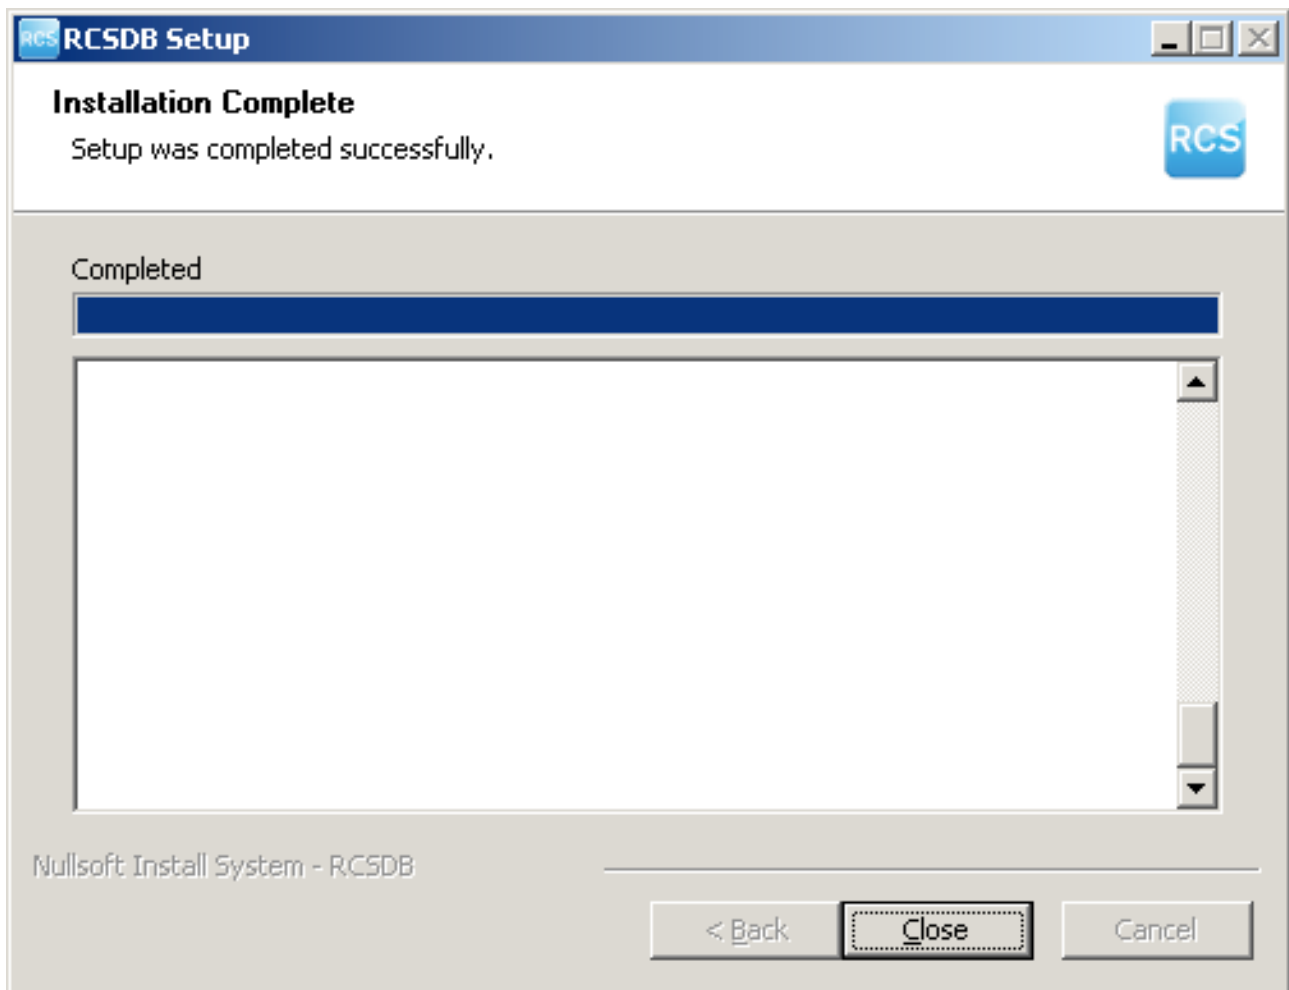 RCS RCSDB Setup
Installation Complete
Setup was completed successfully.
RCS
Completed
Nullsoft Install System - RCSDB
< Back Close Cancel